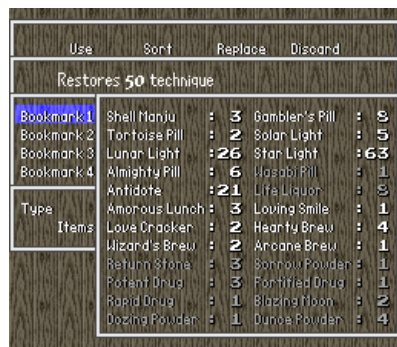 Use Sort Replace Discard
Restores 50 technique
Bookmark 1
Bookmark 2
Bookmark 3
Bookmark 4
Type
Items
Shell Manju : 3 Gambler's Pill : 8
Tortoise Pill : 2 Solar Light : 5
Lunar Light :26 Star Light :63
Almighty Pill : 6 Wasabi Pill : 1
Antidote :21 Life Liquor : 8
Amorous Lunch : 3 Loving Smile : 1
Love Cracker : 2 Hearty Brew : 4
Wizard's Brew : 2 Arcane Brew : 1
Return Stone : 3 Sorrow Powder : 1
Potent Drug : 3 Fortified Drug : 1
Rapid Drug : 1 Blazing Moon : 2
Dozing Powder : 1 Dunce Powder : 4